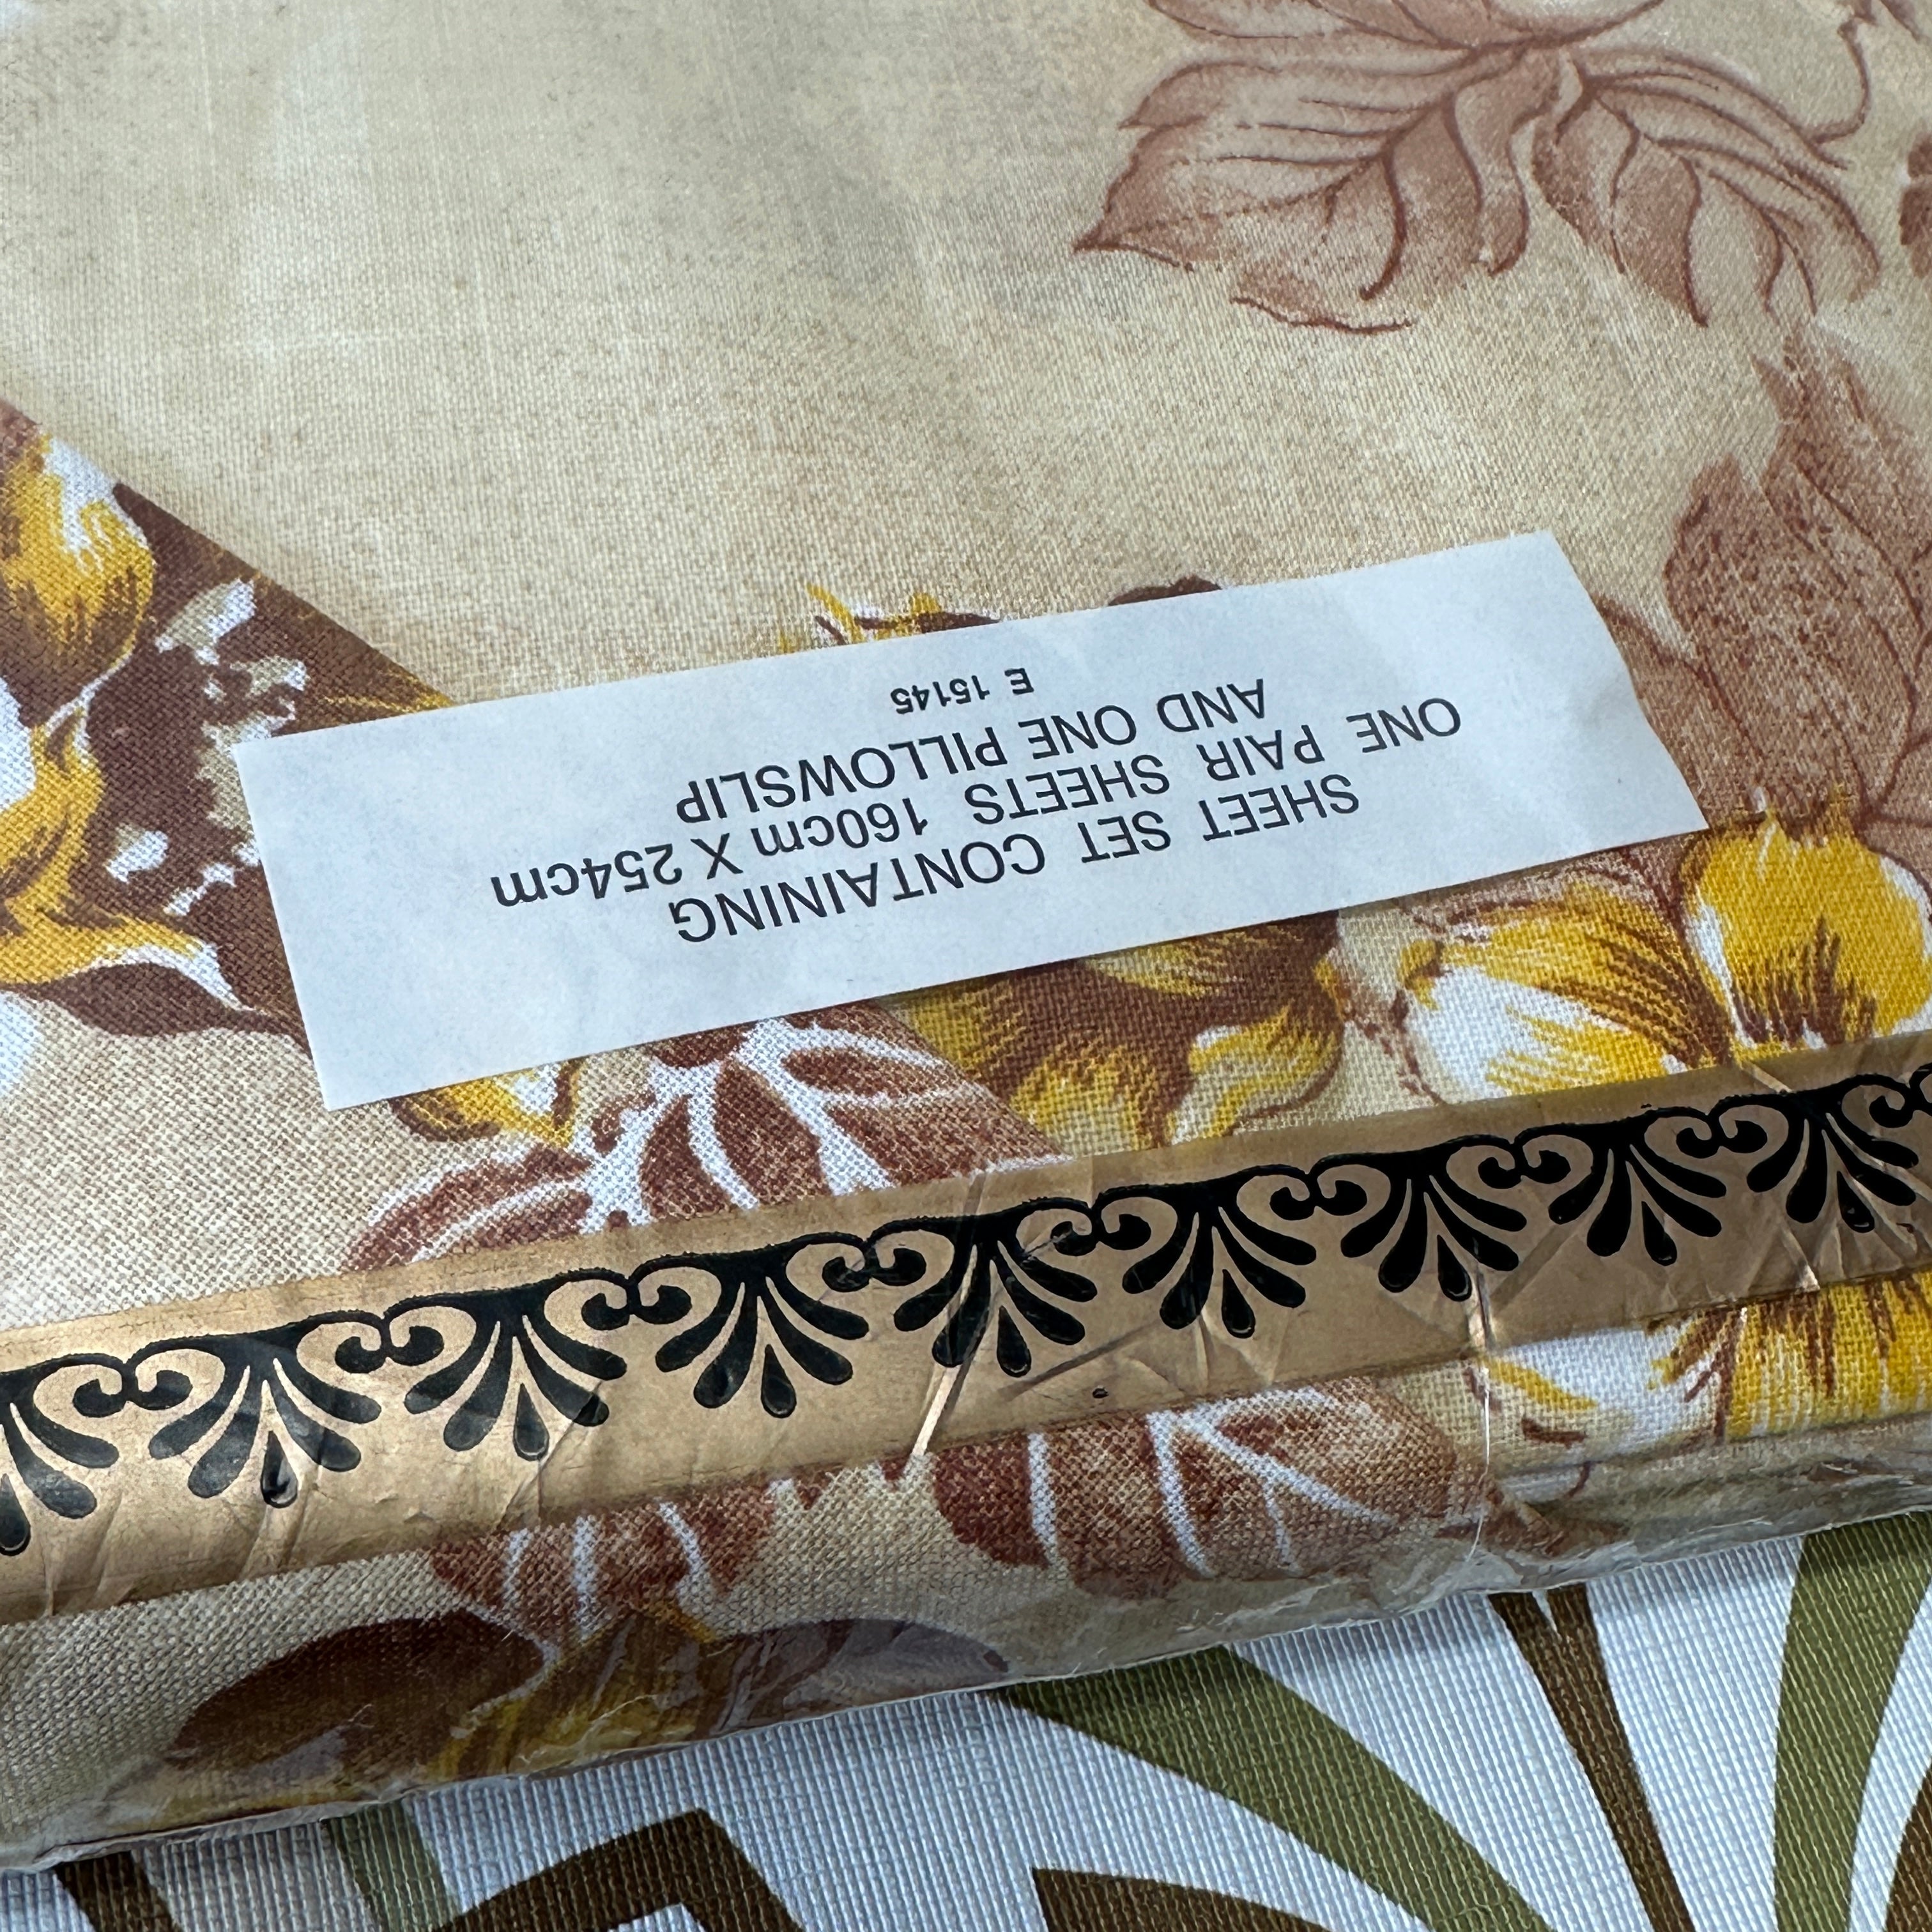 SHEET SET CONTAINING
ONE PAIR SHEETS 160cm X 254cm
AND ONE PILLOWSLIP
E 15145